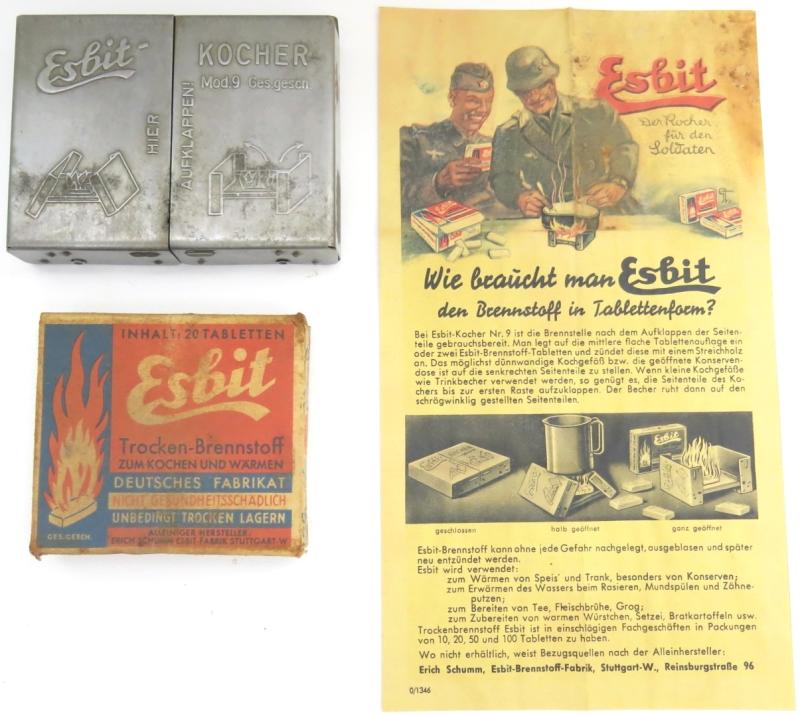 Esbit-
HIER
KOCHER
Mod.9 Ges.gesch.
AUFKLAPPEN!
INHALT: 20 TABLETTEN
Esbit
Trocken-Brennstoff
ZUM KOCHEN UND WÄRMEN
DEUTSCHES FABRIKAT
NICHT GESUNDHEITSSCHÄDLICH
UNBEDINGT TROCKEN LAGERN
ALLEINIGER HERSTELLER:
ERICH SCHUMM ESBIT-FABRIK STUTTGART-W
GES.GESCH.
Esbit
Der Kocher
für den
Soldaten
Wie braucht man Esbit
den Brennstoff in Tablettenform?
Bei Esbit-Kocher Nr. 9 ist die Brennstelle nach dem Aufklappen der Seiten-
teile gebrauchsbereit. Man legt auf die mittlere flache Tablettenauflage ein
oder zwei Esbit-Brennstoff-Tabletten und zündet diese mit einem Streichholz
an. Das möglichst dünnwandige Kochgefäß bzw. die geöffnete Konserven-
dose ist auf die senkrechten Seitenteile zu stellen. Wenn kleine Kochgefäße
wie Trinkbecher verwendet werden, so genügt es, die Seitenteile des Ko-
chers bis zur ersten Raste aufzuklappen. Der Becher ruht dann auf den
schrägwinklig gestellten Seitenteilen.
Esbit
geschlossen
halb geöffnet
ganz geöffnet
Esbit-Brennstoff kann ohne jede Gefahr nachgelegt, ausgeblasen und später
neu entzündet werden.
Esbit wird verwendet:
zum Wärmen von Speis' und Trank, besonders von Konserven;
zum Erwärmen des Wassers beim Rasieren, Mundspülen und Zähne-
putzen;
zum Bereiten von Tee, Fleischbrühe, Grog;
zum Zubereiten von warmen Würstchen, Setzei, Bratkartoffeln usw.
Trockenbrennstoff Esbit ist in einschlägigen Fachgeschäften in Packungen
von 10, 20, 50 und 100 Tabletten zu haben.
Wo nicht erhältlich, weist Bezugsquellen nach der Alleinhersteller:
Erich Schumm, Esbit-Brennstoff-Fabrik, Stuttgart-W., Reinsburgstraße 96
0/1346